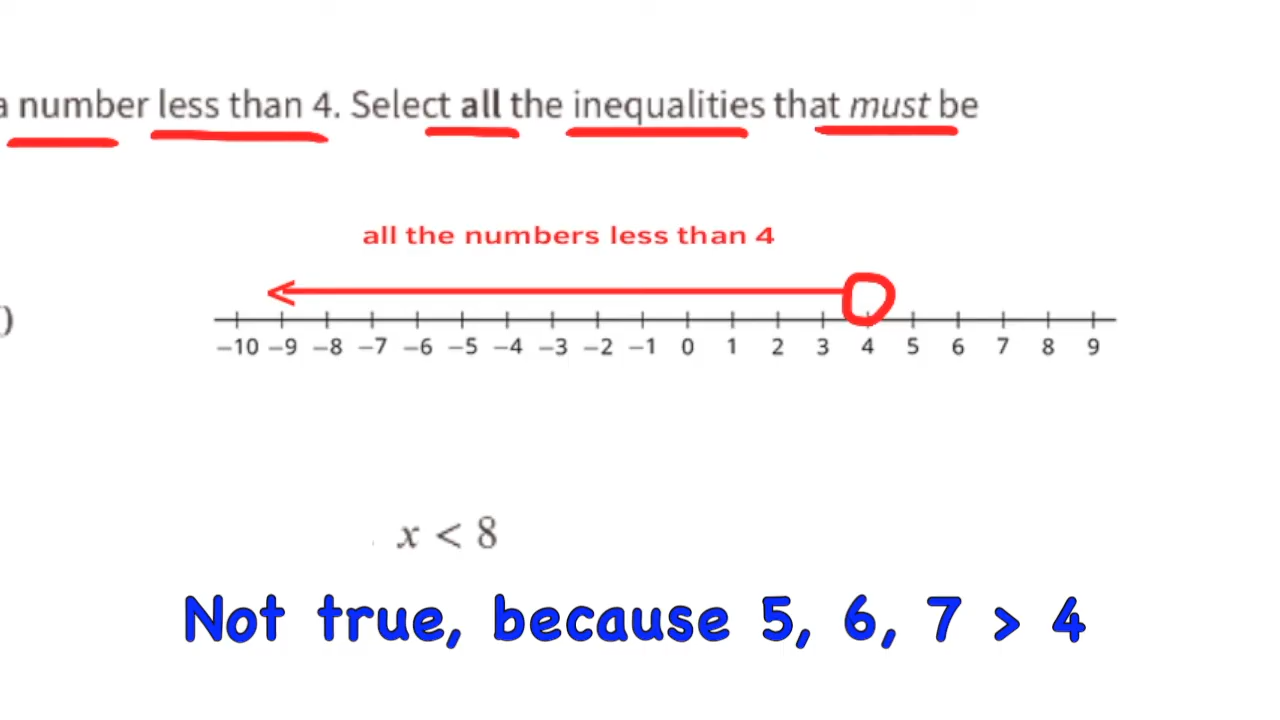 a number less than 4. Select all the inequalities that must be
all the numbers less than 4
)
−10 −9 −8 −7 −6 −5 −4 −3 −2 −1 0 1 2 3 4 5 6 7 8 9
x < 8
Not true, because 5, 6, 7 > 4